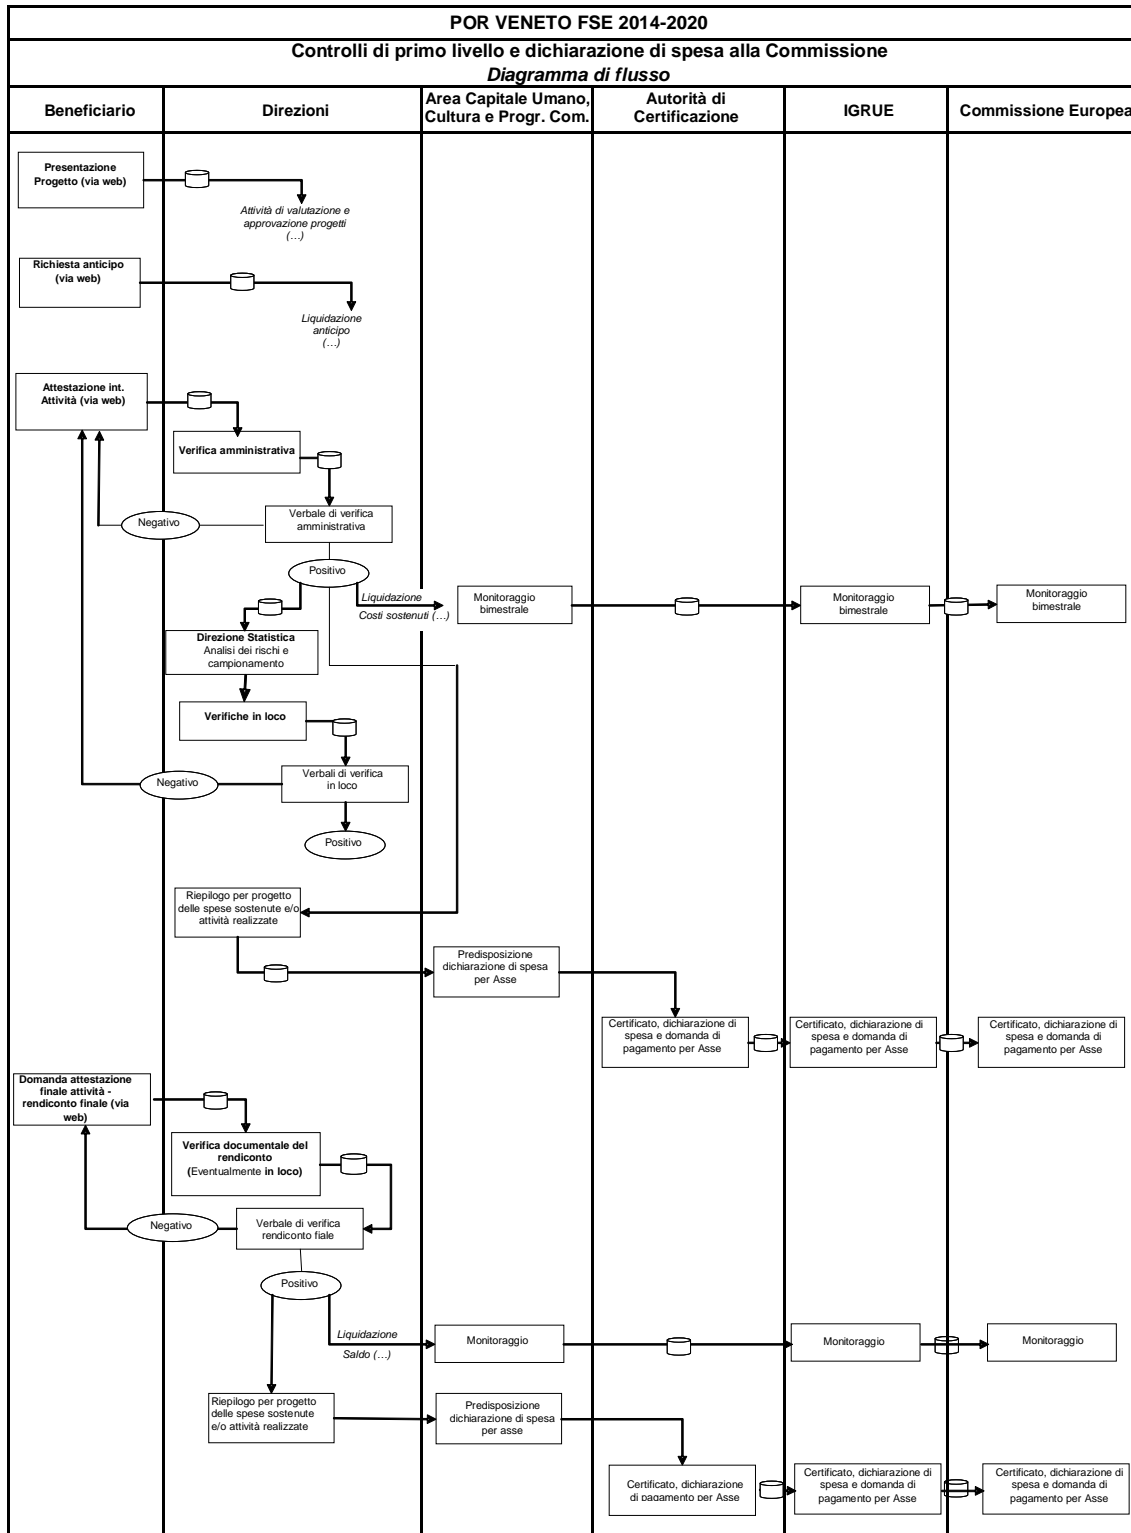 POR VENETO FSE 2014-2020
Controlli di primo livello e dichiarazione di spesa alla Commissione
Diagramma di flusso
Beneficiario
Direzioni
Area Capitale Umano,
Cultura e Progr. Com.
Autorità di
Certificazione
IGRUE
Commissione Europea
Presentazione
Progetto (via web)
Attività di valutazione e
approvazione progetti
(…)
Richiesta anticipo
(via web)
Liquidazione
anticipo
(…)
Attestazione int.
Attività (via web)
Verifica amministrativa
Verbale di verifica
amministrativa
Negativo
Positivo
Liquidazione
Costi sostenuti (…)
Monitoraggio
bimestrale
Monitoraggio
bimestrale
Monitoraggio
bimestrale
Direzione Statistica
Analisi dei rischi e
campionamento
Verifiche in loco
Verbali di verifica
in loco
Negativo
Positivo
Riepilogo per progetto
delle spese sostenute e/o
attività realizzate
Predisposizione
dichiarazione di spesa
per Asse
Certificato, dichiarazione di
spesa e domanda di
pagamento per Asse
Certificato, dichiarazione di
spesa e domanda di
pagamento per Asse
Certificato, dichiarazione di
spesa e domanda di
pagamento per Asse
Domanda attestazione
finale attività -
rendiconto finale (via
web)
Verifica documentale del
rendiconto
(Eventualmente in loco)
Verbale di verifica
rendiconto fiale
Negativo
Positivo
Liquidazione
Saldo (…)
Monitoraggio
Monitoraggio
Monitoraggio
Riepilogo per progetto
delle spese sostenute
e/o attività realizzate
Predisposizione
dichiarazione di spesa
per asse
Certificato, dichiarazione
di pagamento per Asse
Certificato, dichiarazione di
spesa e domanda di
pagamento per Asse
Certificato, dichiarazione di
spesa e domanda di
pagamento per Asse